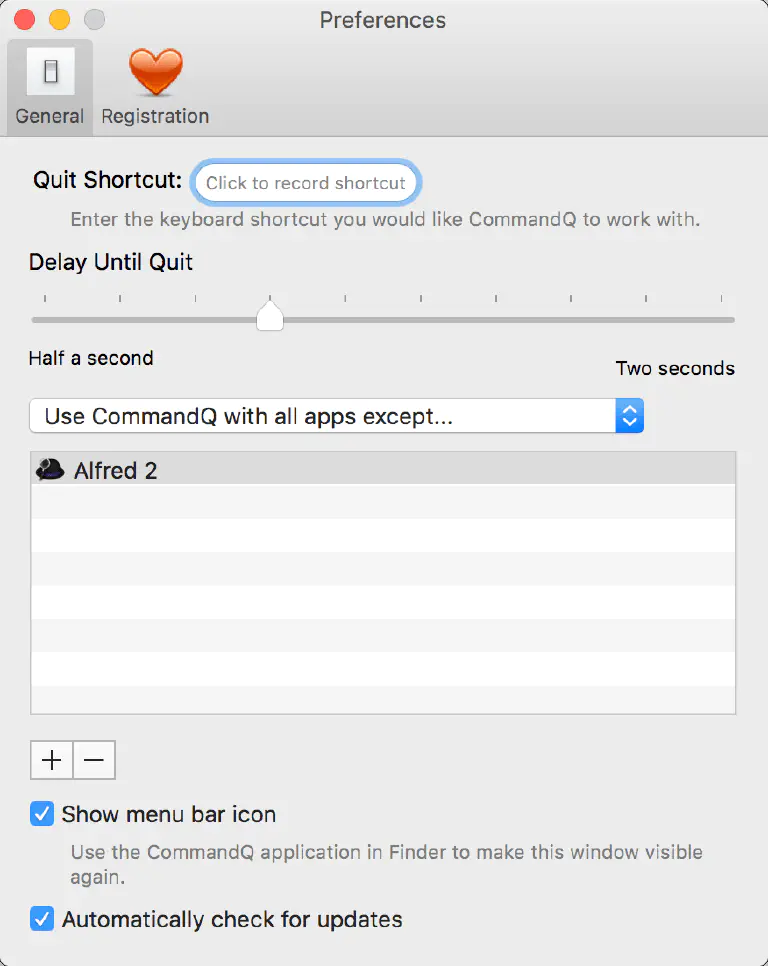 Preferences
General
Registration
Quit Shortcut:
Click to record shortcut
Enter the keyboard shortcut you would like CommandQ to work with.
Delay Until Quit
Half a second
Two seconds
Use CommandQ with all apps except...
Alfred 2
Show menu bar icon
Use the CommandQ application in Finder to make this window visible
again.
Automatically check for updates